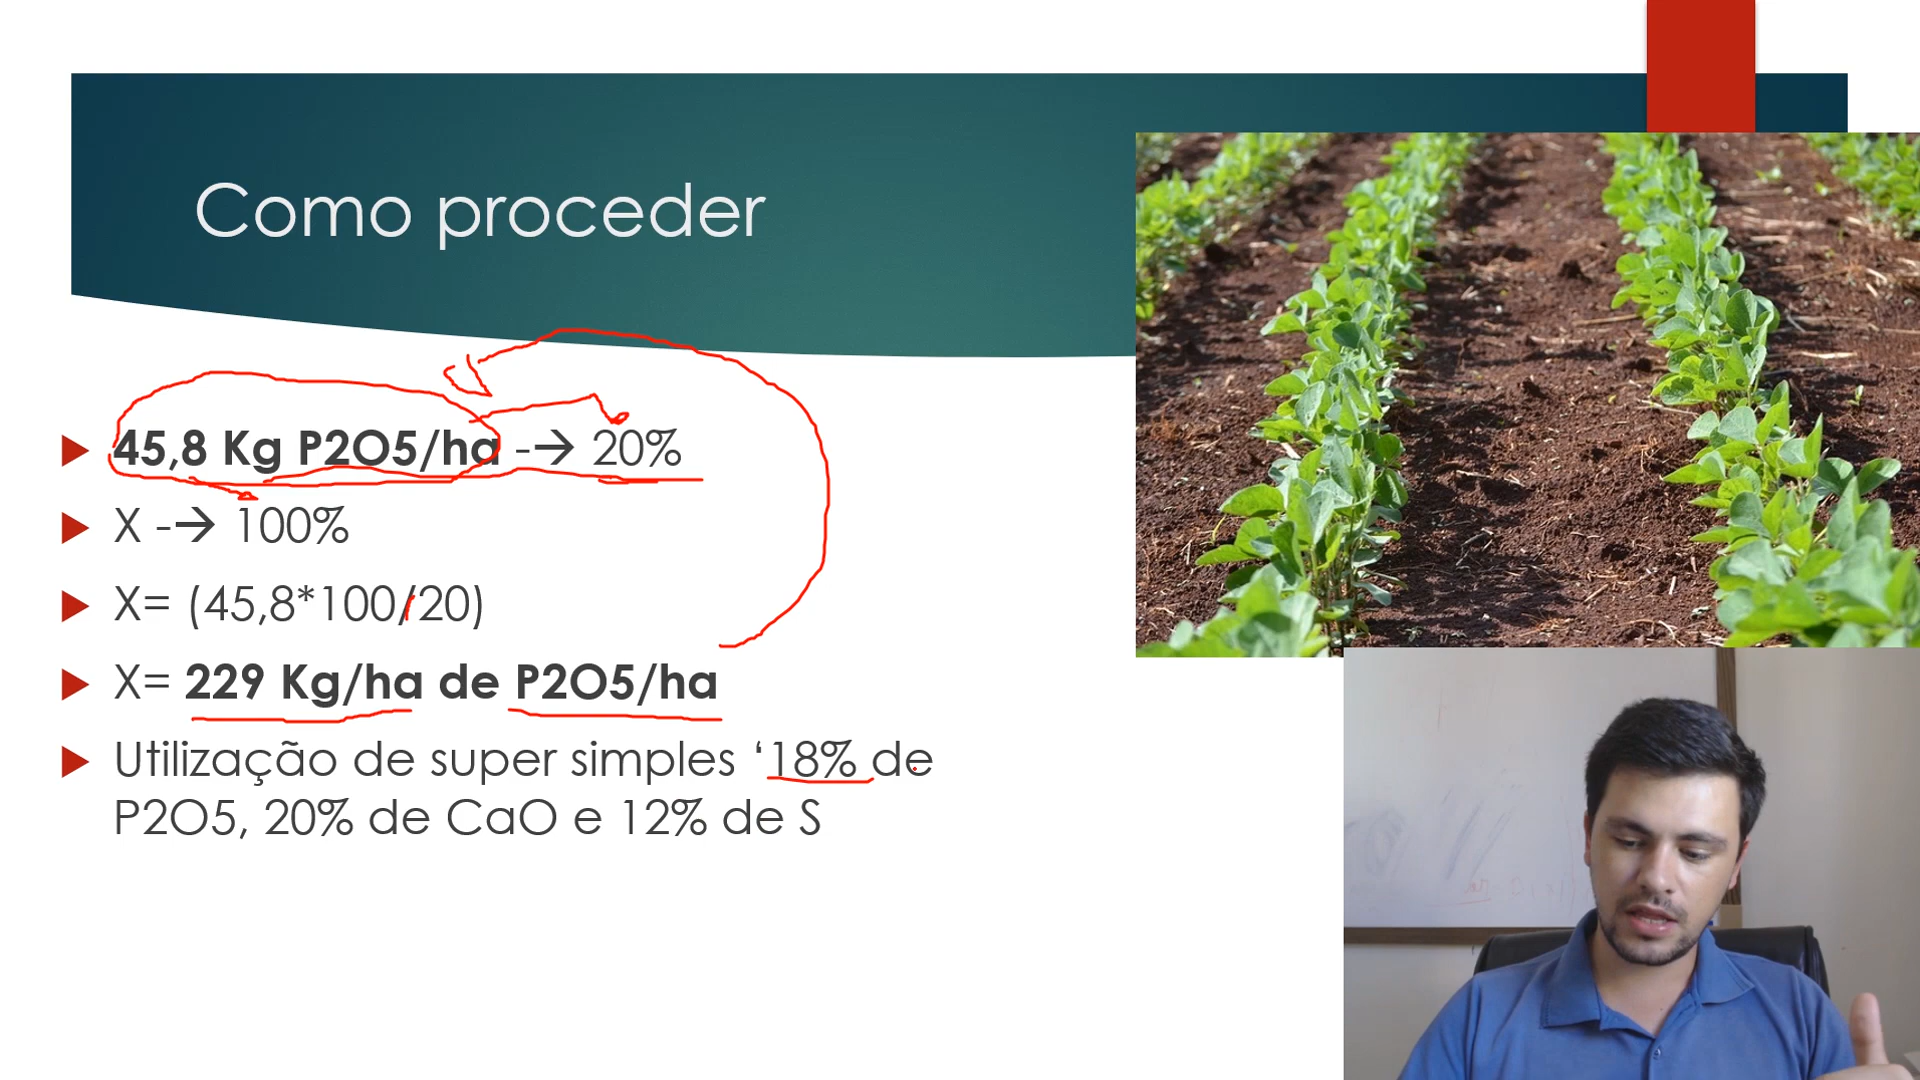 Como proceder
45,8 Kg P2O5/ha -→ 20%
X -→ 100%
X= (45,8*100/20)
X= 229 Kg/ha de P2O5/ha
Utilização de super simples ‘18% de
P2O5, 20% de CaO e 12% de S